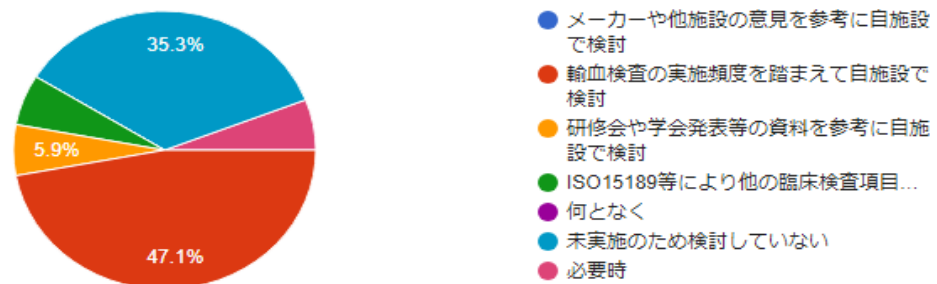 35.3%
5.9%
47.1%
メーカーや他施設の意見を参考に自施設
で検討
輸血検査の実施頻度を踏まえて自施設で
検討
研修会や学会発表等の資料を参考に自施
設で検討
ISO15189等により他の臨床検査項目...
何となく
未実施のため検討していない
必要時